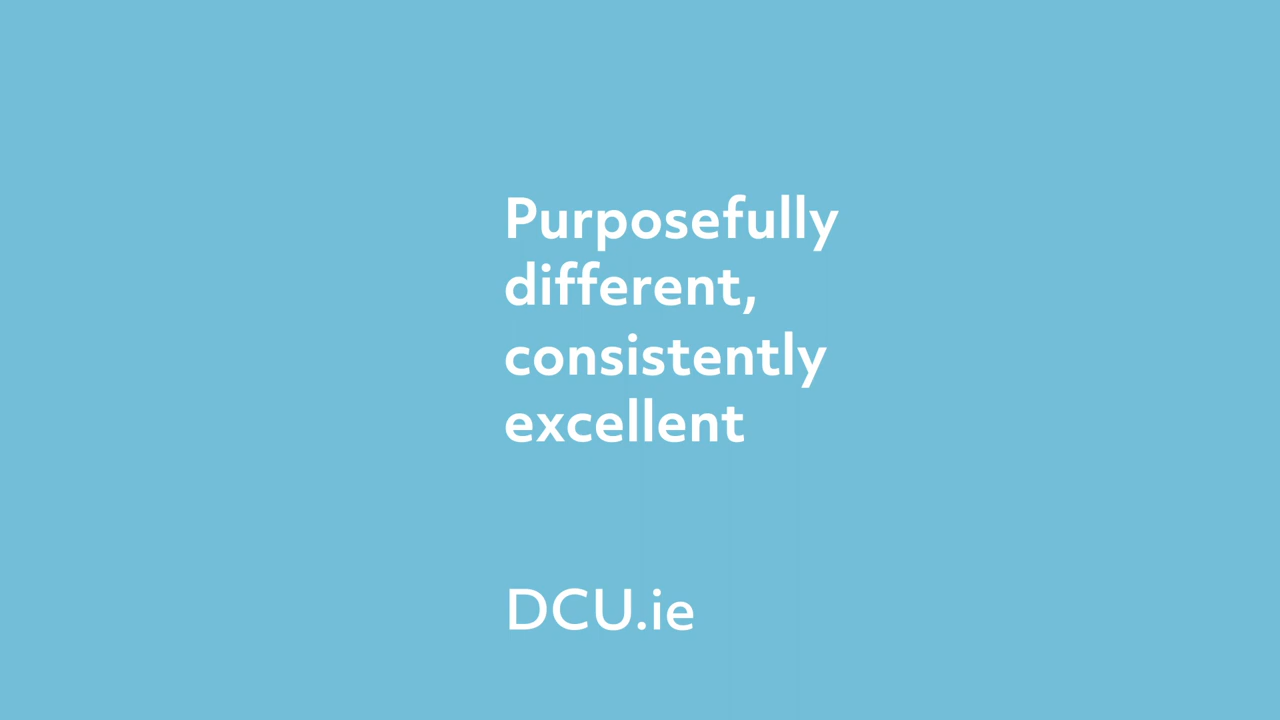 Purposefully
different,
consistently
excellent
DCU.ie